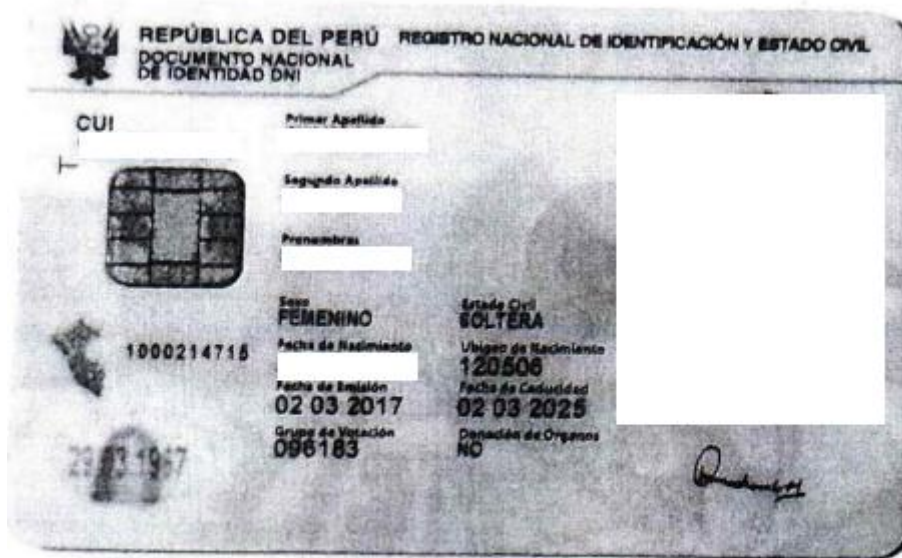 REPÚBLICA DEL PERÚ
REGISTRO NACIONAL DE IDENTIFICACIÓN Y ESTADO CIVIL
DOCUMENTO NACIONAL
DE IDENTIDAD DNI
CUI
Primer Apellido
Segundo Apellido
Prenombres
Sexo
FEMENINO
Estado Civil
SOLTERA
1000214715
Fecha de Nacimiento
Ubigeo de Nacimiento
120506
Fecha de Emisión
02 03 2017
Fecha de Caducidad
02 03 2025
Grupo de Votación
096183
Donación de Organos
NO